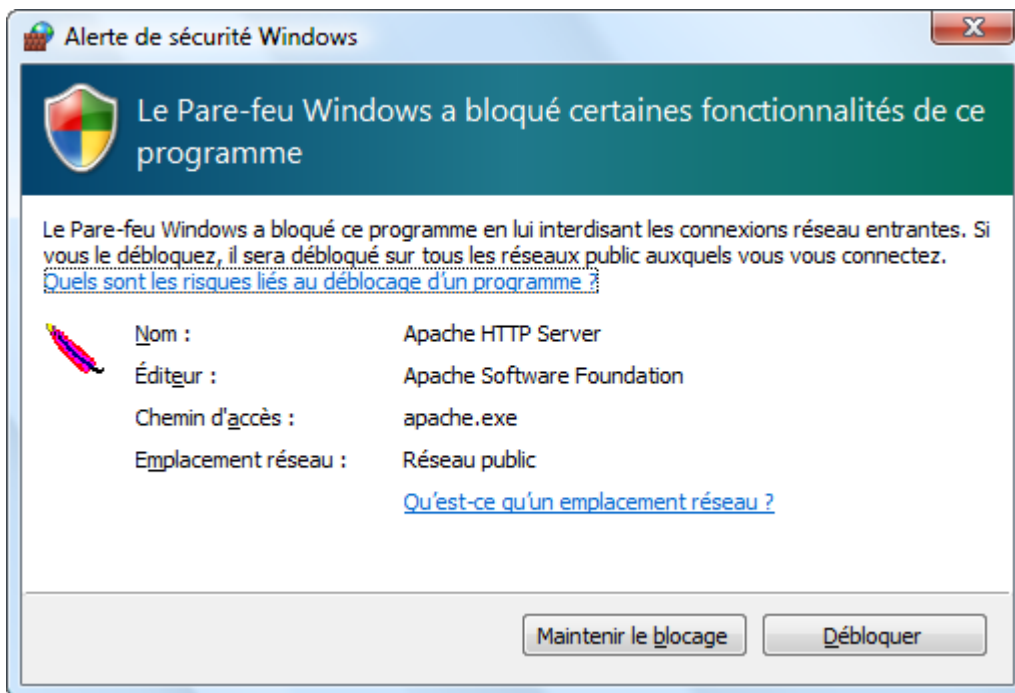 Alerte de sécurité Windows
Le Pare-feu Windows a bloqué certaines fonctionnalités de ce
programme
Le Pare-feu Windows a bloqué ce programme en lui interdisant les connexions réseau entrantes. Si
vous le débloquez, il sera débloqué sur tous les réseaux public auxquels vous vous connectez.
Quels sont les risques liés au déblocage d'un programme ?
Nom : Apache HTTP Server
Éditeur : Apache Software Foundation
Chemin d'accès : apache.exe
Emplacement réseau : Réseau public
Qu'est-ce qu'un emplacement réseau ?
Maintenir le blocage Débloquer